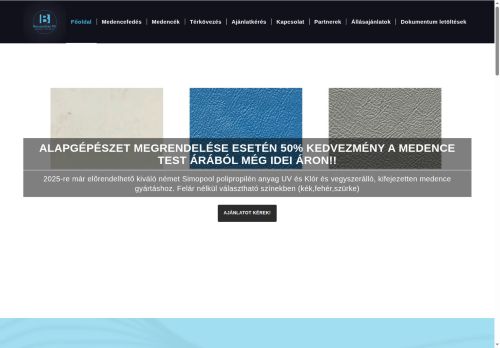 Főoldal
Medencefedés
Medencék
Térkövezés
Ajánlatkérés
Kapcsolat
Partnerek
Állásajánlatok
Dokumentum letöltések
ALAPGÉPÉSZET MEGRENDELÉSE ESETÉN 50% KEDVEZMÉNY A MEDENCE
TEST ÁRÁBÓL MÉG IDEI ÁRON!!
2025-re már előrendelhető kiváló német Simopool polipropilén anyag UV és Klór és vegyszerálló, kifejezetten medence
gyártáshoz. Felár nélkül választható színekben (kék,fehér,szürke)
AJÁNLATOT KÉREK!